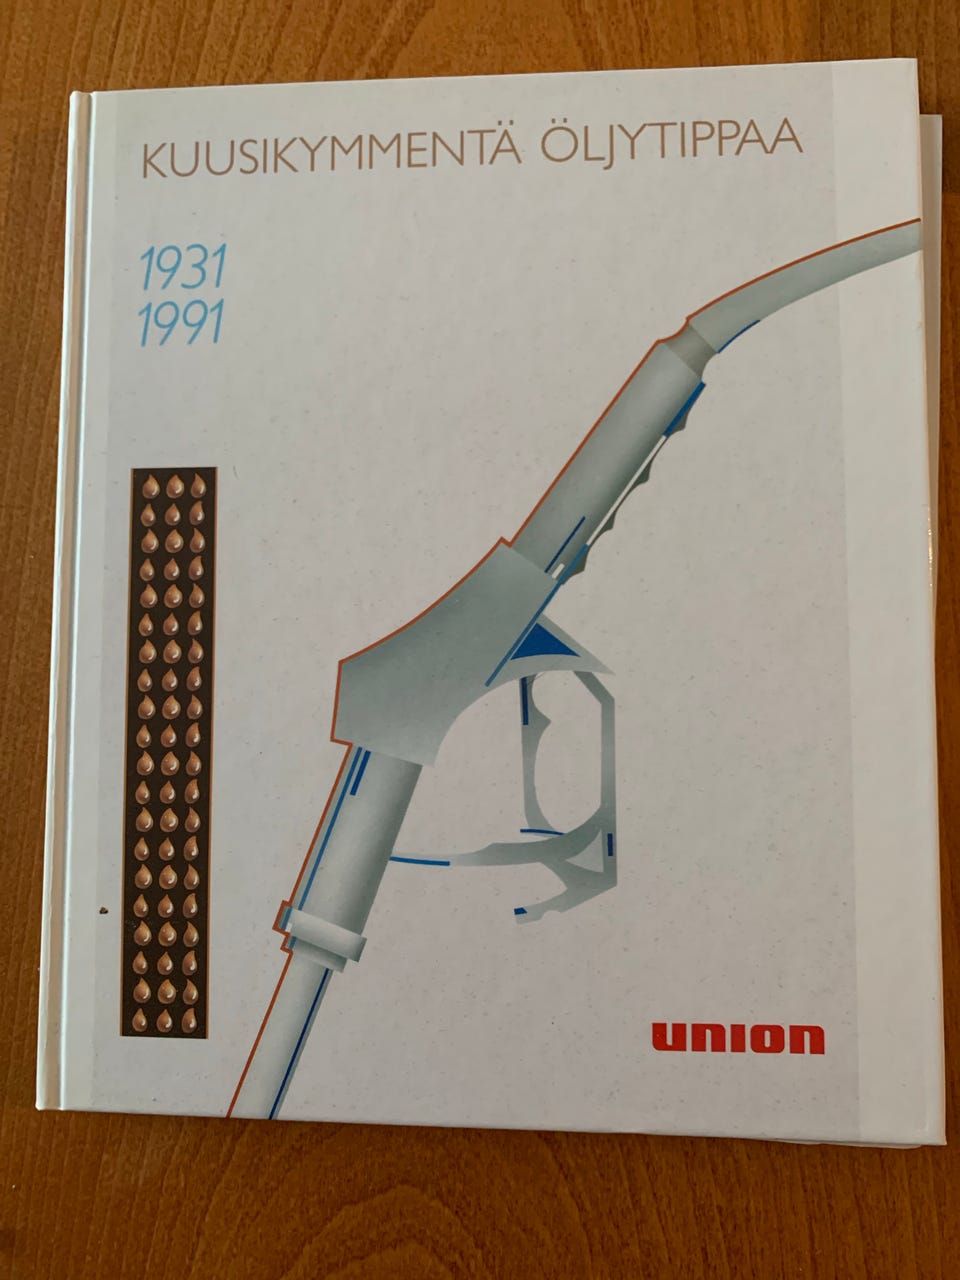 KUUSIKYMMENTÄ ÖLJYTIPPAA
1931
1991
UNION